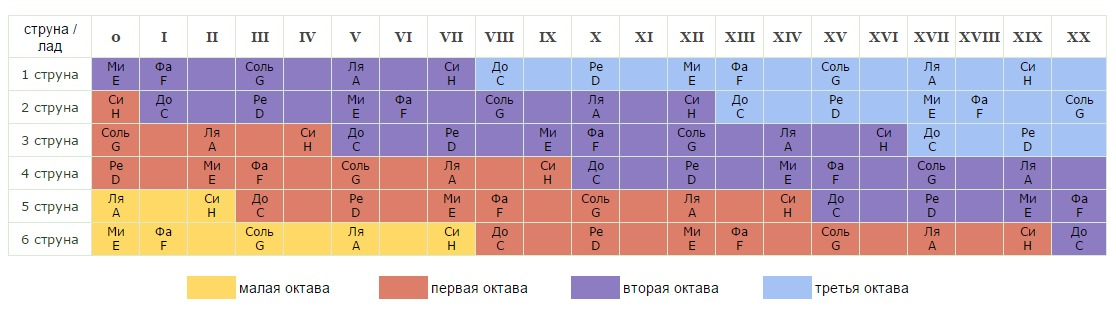 струна / лад o I II III IV V VI VII VIII IX X XI XII XIII XIV XV XVI XVII XVIII XIX XX
1 струна Ми Фа Соль Ля Си До Ре Ми Фа Соль Ля Си
E F G A H C D E F G A H
2 струна Си До Ре Ми Фа Соль Ля Си До Ре Ми Фа Соль
H C D E F G A H C D E F G
3 струна Соль Ля Си До Ре Ми Фа Соль Ля Си До Ре
G A H C D E F G A H C D
4 струна Ре Ми Фа Соль Ля Си До Ре Ми Фа Соль Ля
D E F G A H C D E F G A
5 струна Ля Си До Ре Ми Фа Соль Ля Си До Ре Ми Фа
A H C D E F G A H C D E F
6 струна Ми Фа Соль Ля Си До Ре Ми Фа Соль Ля Си До
E F G A H C D E F G A H C
малая октава первая октава вторая октава третья октава